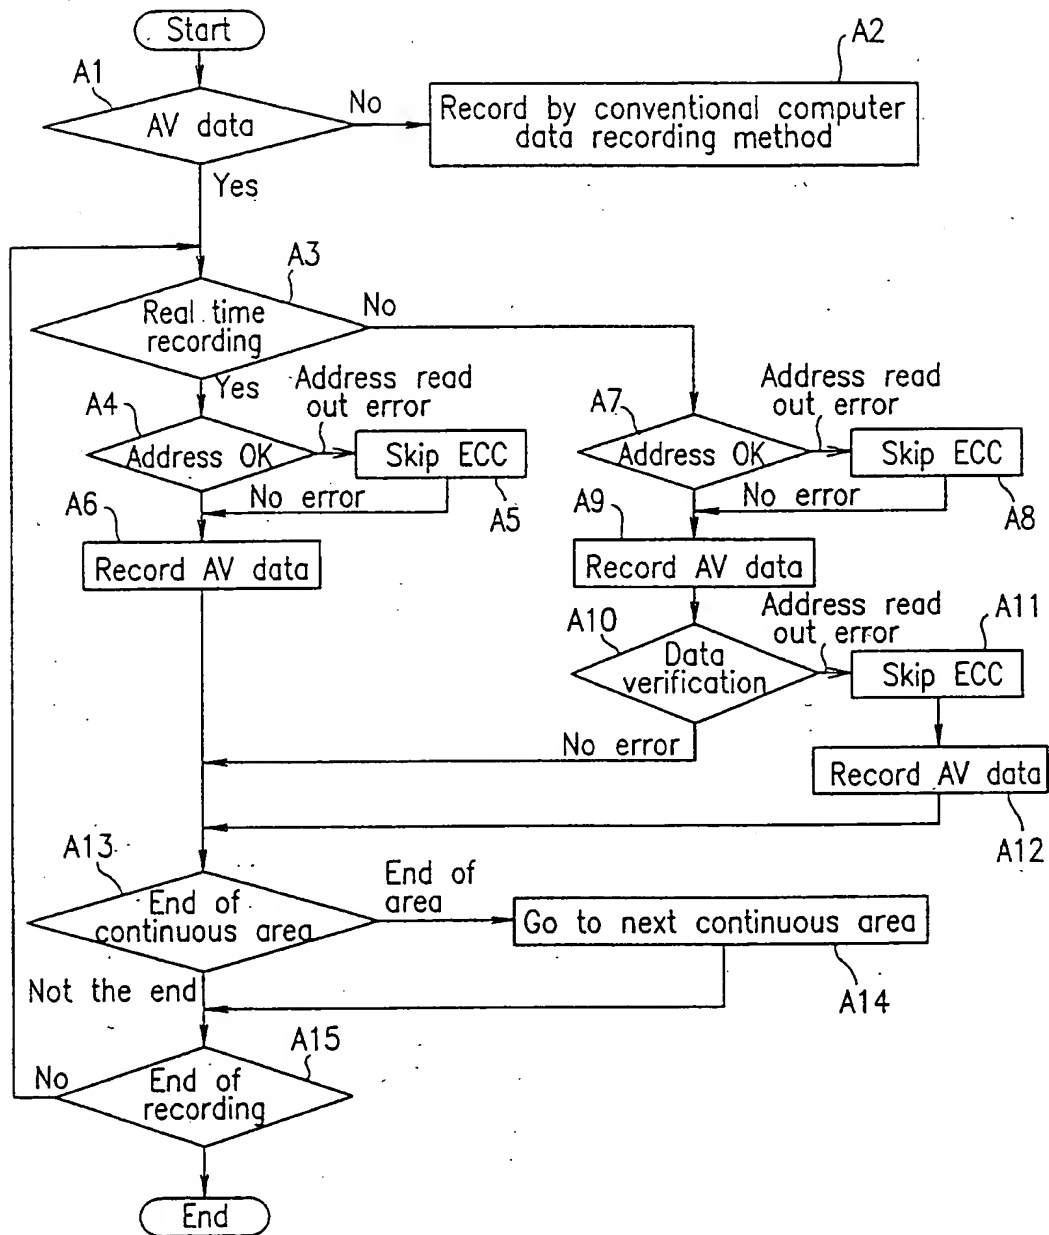 Start
A1
A2
AV data
No
Record by conventional computer
data recording method
Yes
A3
Real time
recording
No
Yes
Address read
out error
A4
Address OK
Skip ECC
No error
A5
A6
Record AV data
Address read
out error
A7
Address OK
Skip ECC
No error
A8
A9
Record AV data
A10
Address read
out error
A11
Data
verification
Skip ECC
No error
Record AV data
A12
A13
End of
continuous area
End of
area
Go to next continuous area
Not the end
A14
A15
No
End of
recording
End